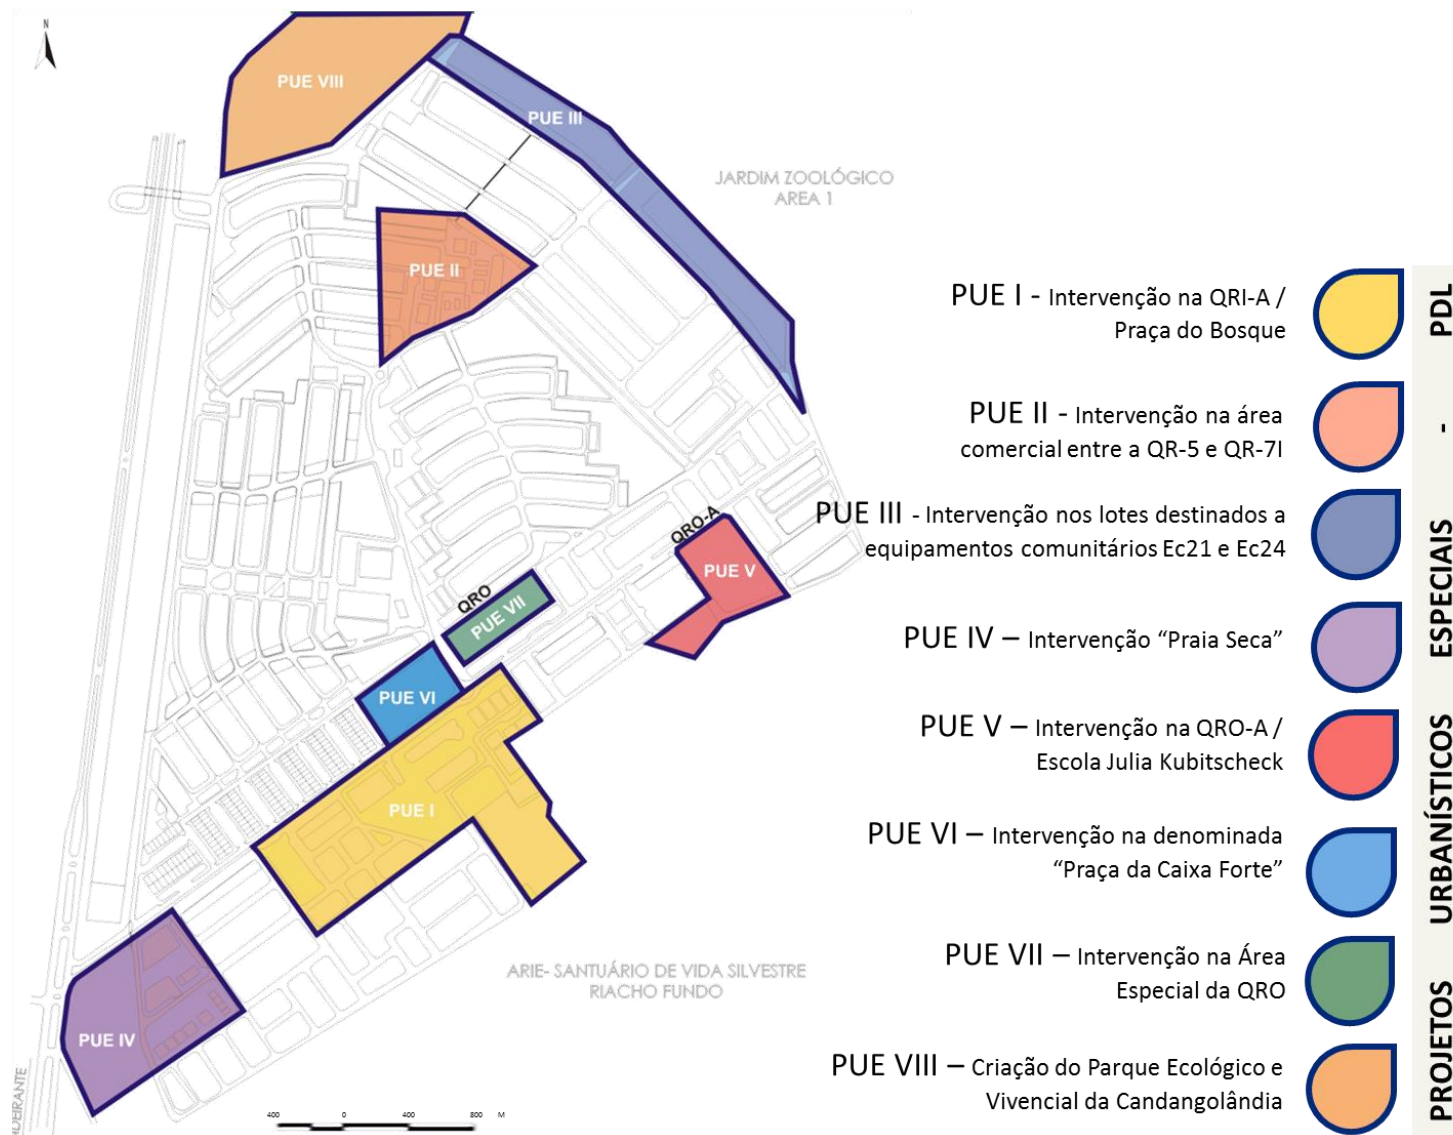 N
PUE VIII
PUE III
JARDIM ZOOLÓGICO
AREA 1
PUE II
QRO-A
PUE V
QRO
PUE VII
PUE VI
PUE I
ARIE- SANTUÁRIO DE VIDA SILVESTRE
RIACHO FUNDO
PUE IV
400 0 400 800 M
PUE I - Intervenção na QRI-A /
Praça do Bosque
PUE II - Intervenção na área
comercial entre a QR-5 e QR-7I
PUE III - Intervenção nos lotes destinados a
equipamentos comunitários Ec21 e Ec24
PUE IV – Intervenção “Praia Seca”
PUE V – Intervenção na QRO-A /
Escola Julia Kubitscheck
PUE VI – Intervenção na denominada
“Praça da Caixa Forte”
PUE VII – Intervenção na Área
Especial da QRO
PUE VIII – Criação do Parque Ecológico e
Vivencial da Candangolândia
PROJETOS URBANÍSTICOS ESPECIAIS - PDL